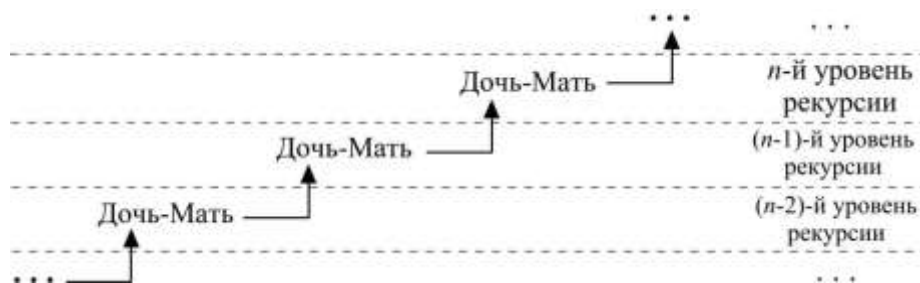 ... . . .
Дочь-Мать n-й уровень
рекурсии
Дочь-Мать (n-1)-й уровень
рекурсии
Дочь-Мать (n-2)-й уровень
рекурсии
... . . .